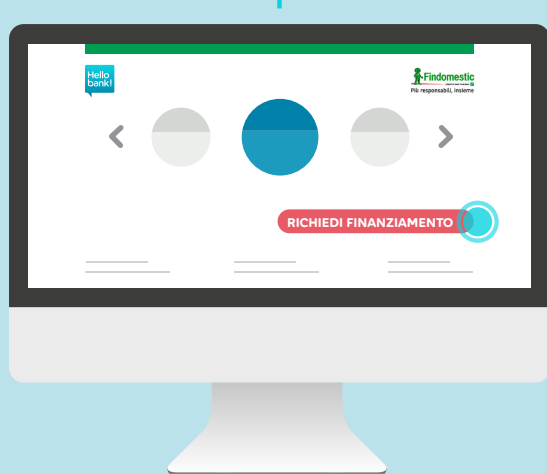 Hello
bank!
Findomestic
Più responsabili, insieme
RICHIEDI FINANZIAMENTO